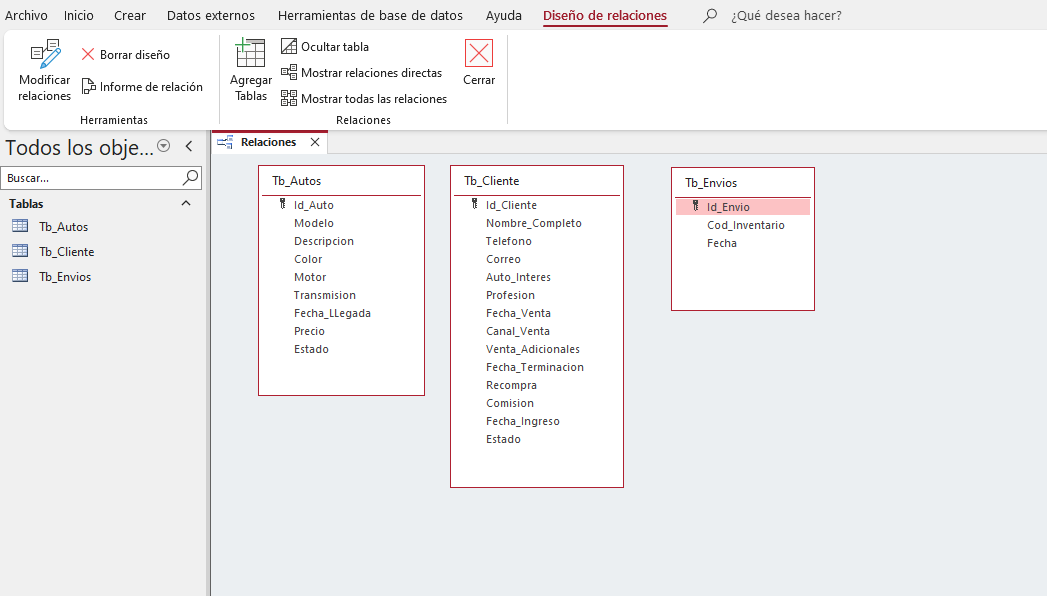 Archivo Inicio Crear Datos externos Herramientas de base de datos Ayuda Diseño de relaciones ¿Qué desea hacer?
Modificar relaciones
Borrar diseño
Informe de relación
Herramientas
Agregar Tablas
Ocultar tabla
Mostrar relaciones directas
Mostrar todas las relaciones
Cerrar
Relaciones
Todos los obje...
Buscar...
Tablas
Tb_Autos
Tb_Cliente
Tb_Envios
Relaciones
Tb_Autos
Id_Auto
Modelo
Descripcion
Color
Motor
Transmision
Fecha_LLegada
Precio
Estado
Tb_Cliente
Id_Cliente
Nombre_Completo
Telefono
Correo
Auto_Interes
Profesion
Fecha_Venta
Canal_Venta
Venta_Adicionales
Fecha_Terminacion
Recompra
Comision
Fecha_Ingreso
Estado
Tb_Envios
Id_Envio
Cod_Inventario
Fecha